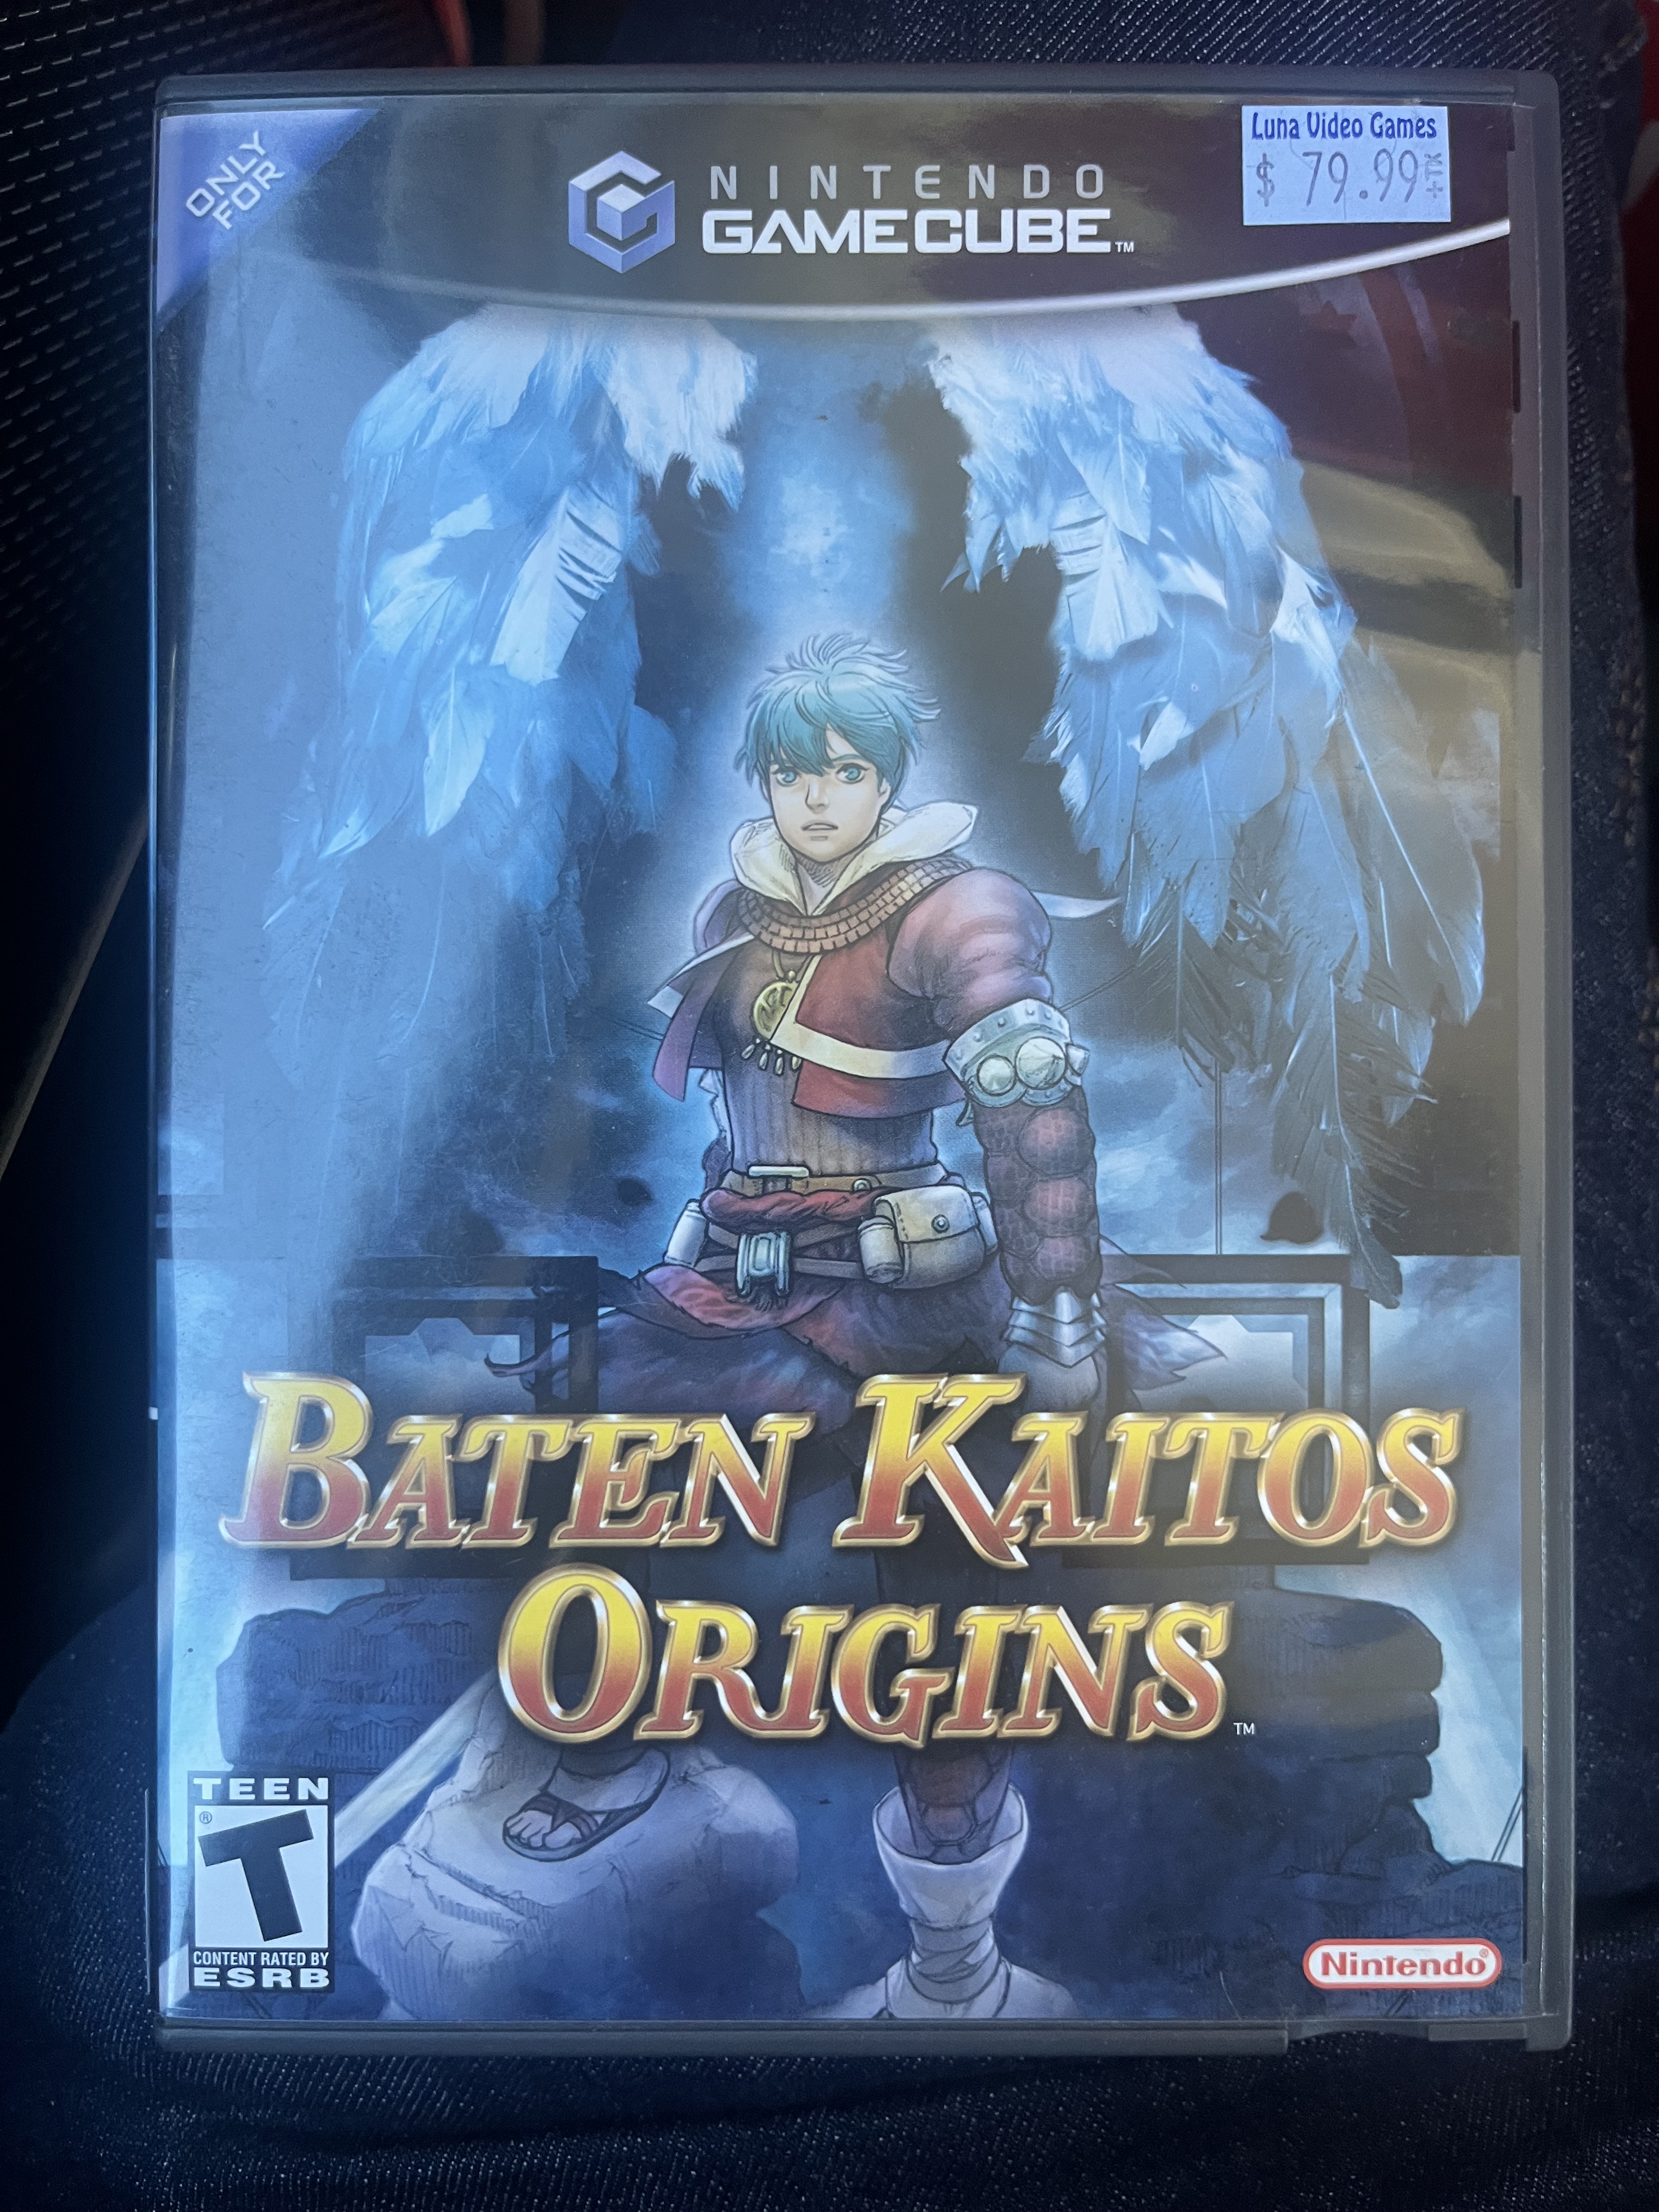 ONLY
FOR
NINTENDO
GAMECUBE™
Luna Video Games
$ 79.99+TX
BATEN KAITOS
ORIGINS™
TEEN
T®
CONTENT RATED BY
ESRB
Nintendo®